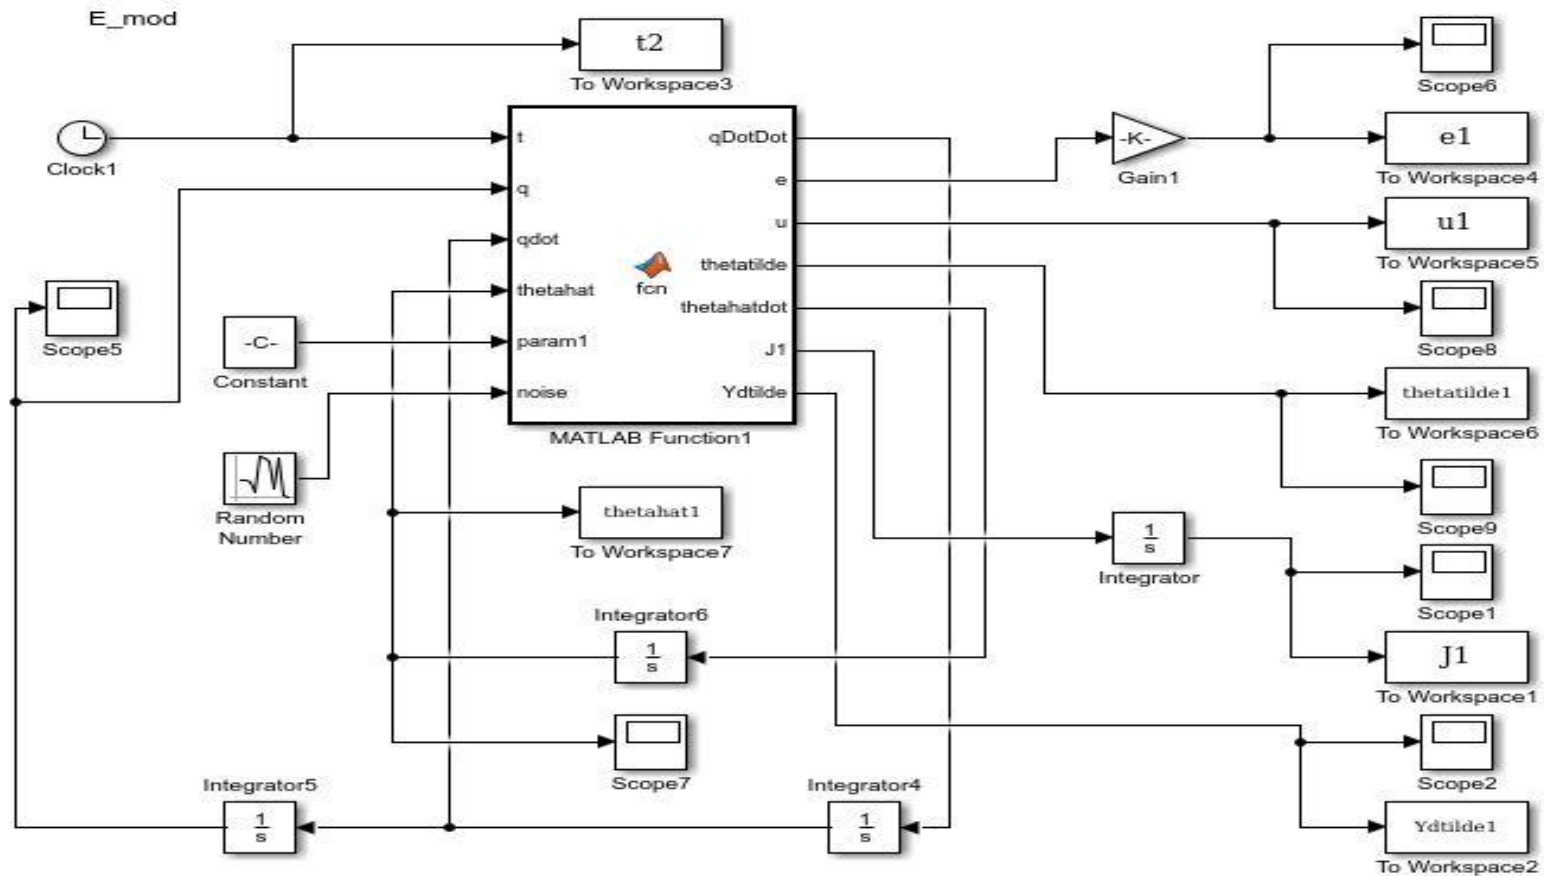 E_mod
t2
To Workspace3
Scope6
Clock1
t
q
qdot
thetahat
param1
noise
qDotDot
e
u
thetatilde
thetahatdot
J1
Ydtilde
fcn
MATLAB Function1
-K-
Gain1
e1
To Workspace4
u1
To Workspace5
Scope5
-C-
Constant
Scope8
thetatilde1
To Workspace6
Random
Number
thetahat1
To Workspace7
Scope9
1
s
Integrator
Scope1
Integrator6
1
s
J1
To Workspace1
Scope7
Scope2
Integrator5
1
s
Integrator4
1
s
Ydtilde1
To Workspace2